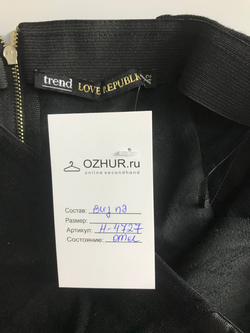 trend LOVE REPUBLIC
OZHUR.ru
online secondhand
Состав:
Размер:
Артикул: H-4727
Состояние: отл